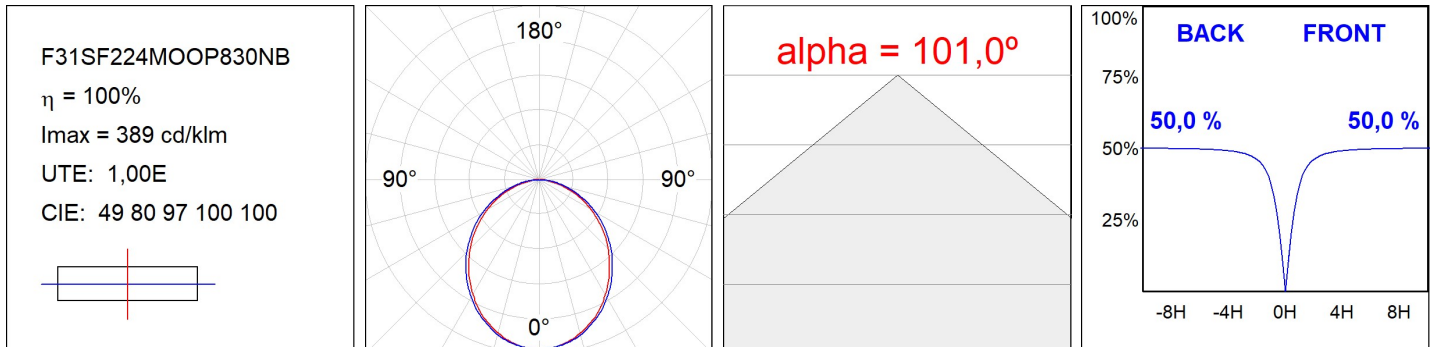 F31SF224MOOP830NB
η = 100%
Imax = 389 cd/klm
UTE: 1,00E
CIE: 49 80 97 100 100
180°
90° 90°
0°
alpha = 101,0º
100%
BACK FRONT
75%
50,0 % 50,0 %
50%
25%
-8H -4H 0H 4H 8H